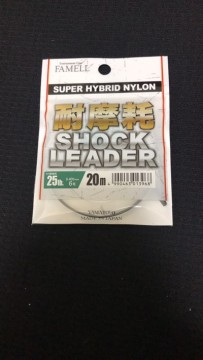 FAMELL
SUPER HYBRID NYLON
耐摩耗
SHOCK
LEADER
25lb.
20m